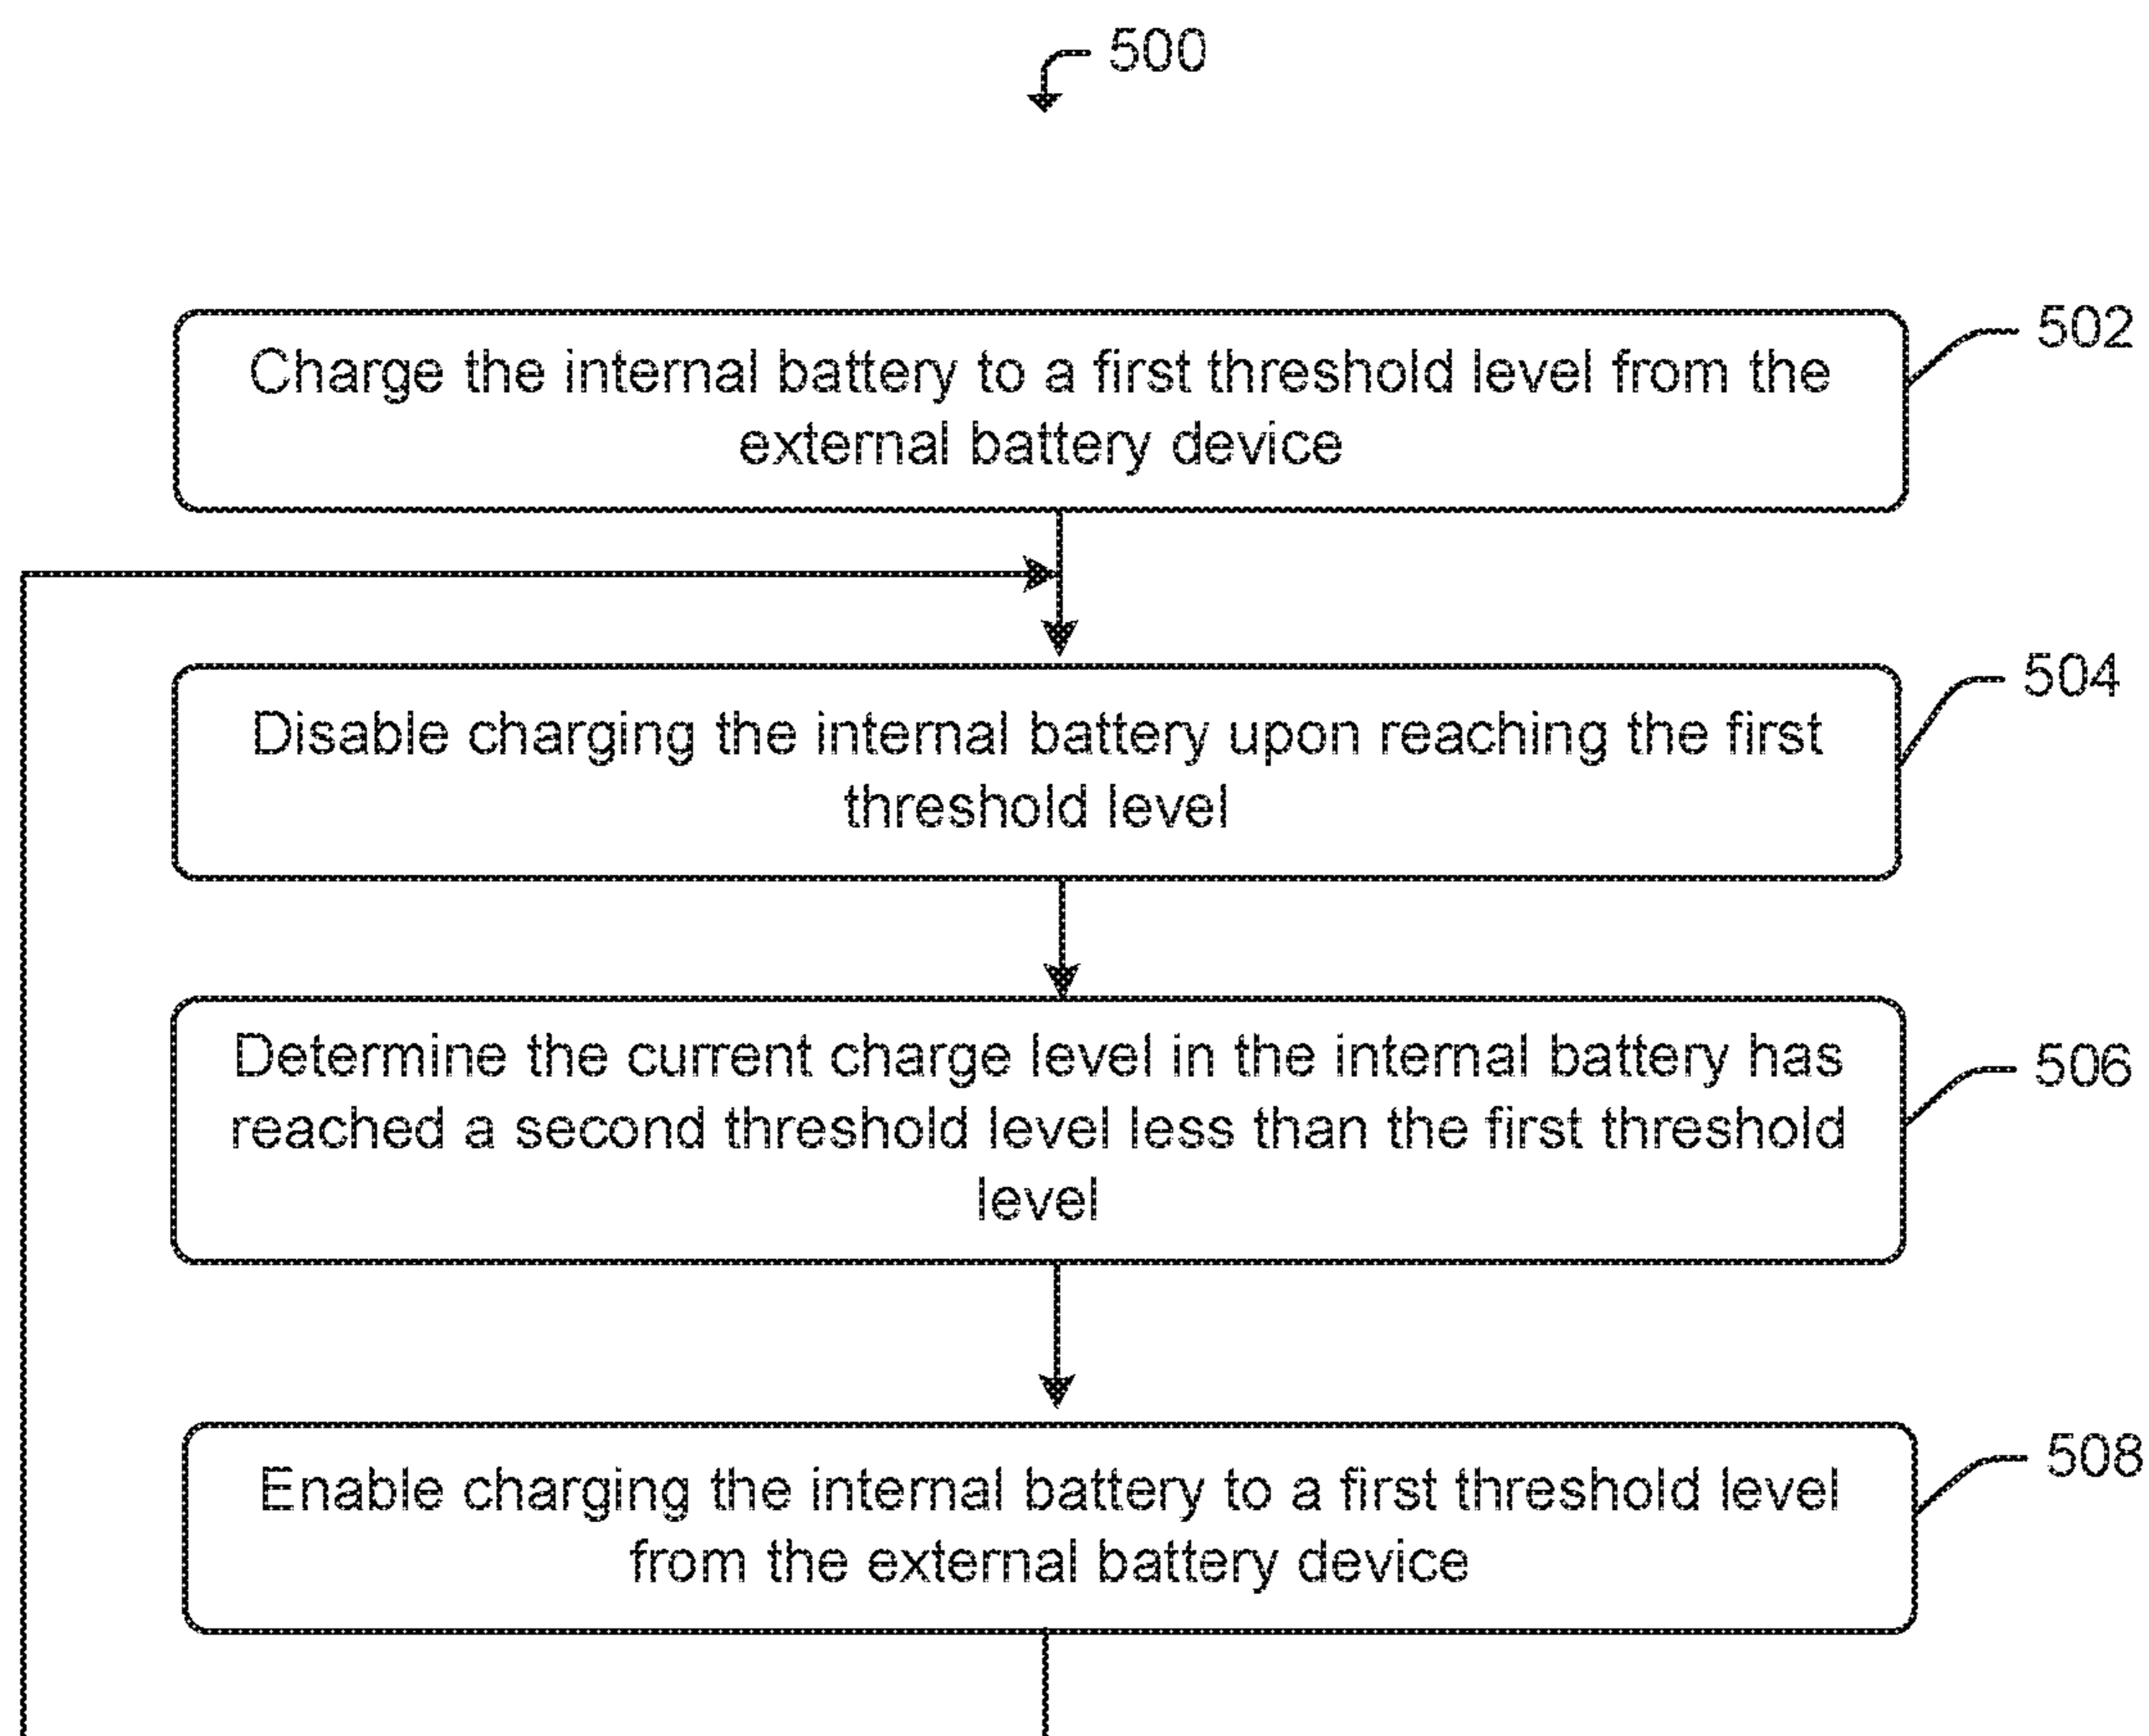 500
502
Charge the internal battery to a first threshold level from the
external battery device
504
Disable charging the internal battery upon reaching the first
threshold level
506
Determine the current charge level in the internal battery has
reached a second threshold level less than the first threshold
level
508
Enable charging the internal battery to a first threshold level
from the external battery device